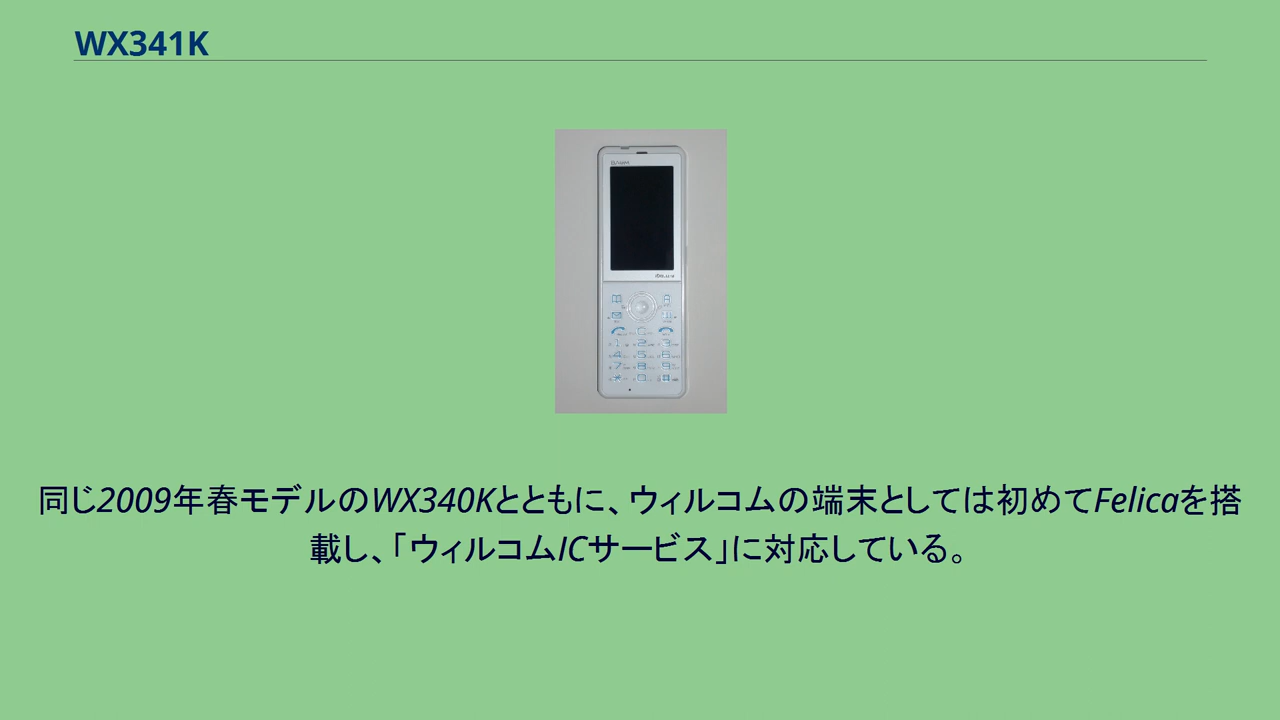 WX341K
同じ2009年春モデルのWX340Kとともに、ウィルコムの端末としては初めてFelicaを搭
載し、「ウィルコムICサービス」に対応している。